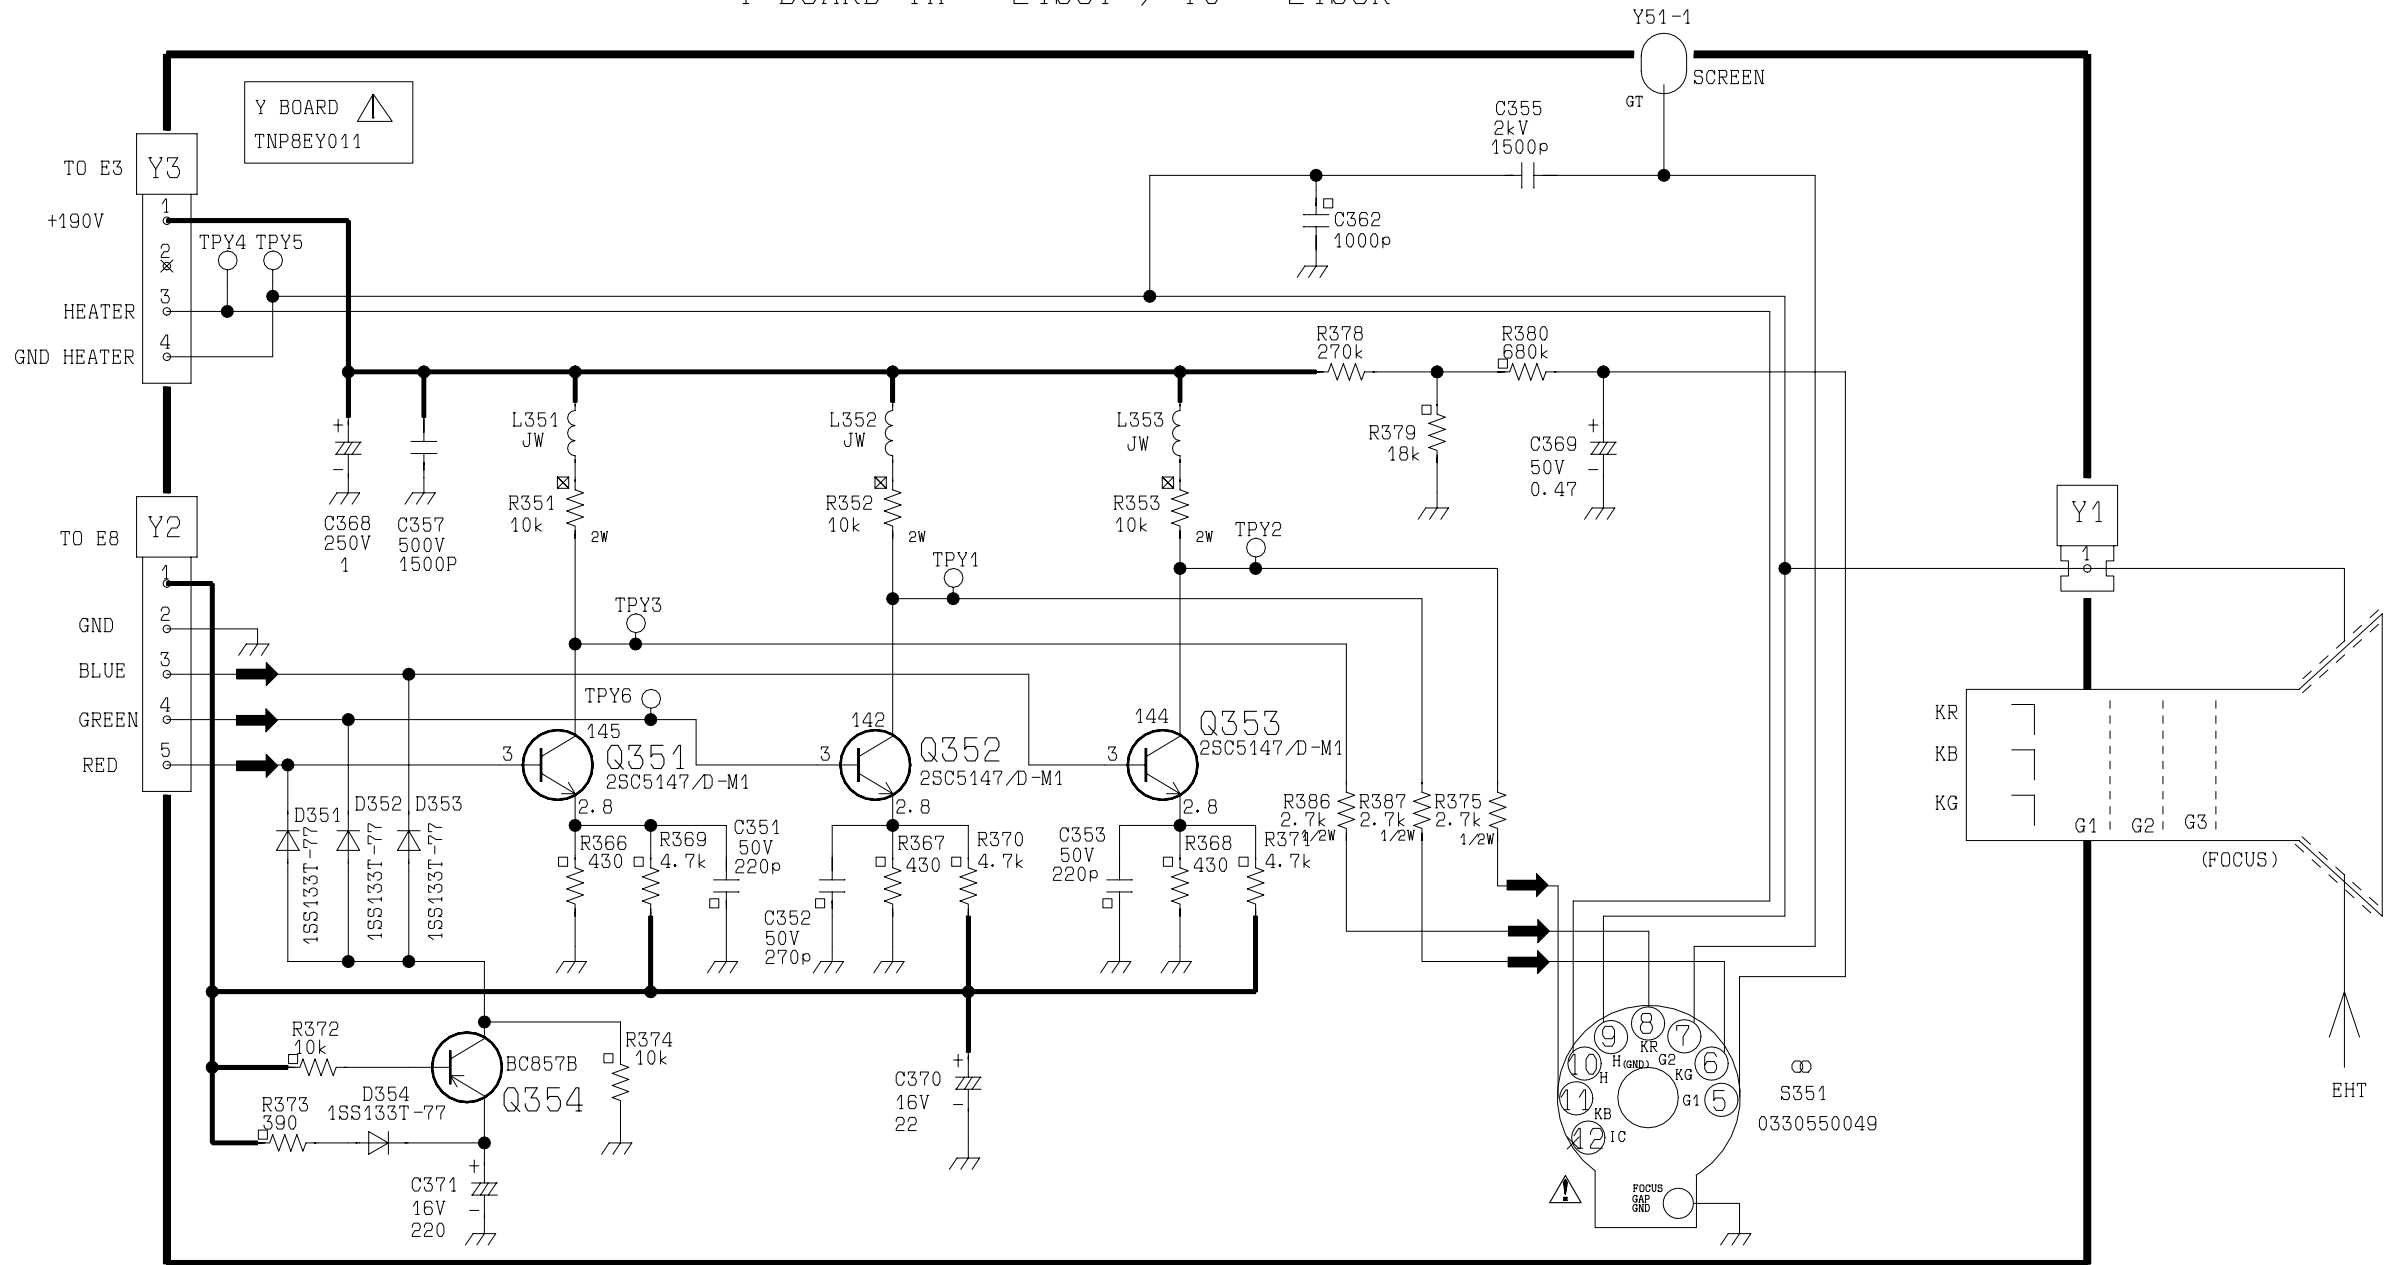 Y51-1
SCREEN
GT
Y BOARD
TNP8EY011
C355
2kV
1500p
TO E3
Y3
1
+190V
2
TPY4
TPY5
3
HEATER
4
GND HEATER
C362
1000p
R378
270k
R380
680k
L351
JW
L352
JW
L353
JW
R379
18k
C369
50V
0.47
+
-
+
-
R351
10k
2W
R352
10k
2W
R353
10k
2W
C368
250V
1
C357
500V
1500P
TO E8
Y2
Y1
1
1
GND
2
BLUE
3
GREEN
4
RED
5
TPY3
TPY1
TPY2
TPY6
145
3
Q351
2SC5147/D-M1
2.8
142
3
Q352
2SC5147/D-M1
2.8
144
3
Q353
2SC5147/D-M1
2.8
KR
KB
KG
G1
G2
G3
(FOCUS)
D351
1SS133T-77
D352
1SS133T-77
D353
1SS133T-77
R366
430
R369
4.7k
C351
50V
220p
C352
50V
270p
R367
430
R370
4.7k
C353
50V
220p
R368
430
R371
4.7k
R386
2.7k
1/2W
R387
2.7k
1/2W
R375
2.7k
1/2W
R372
10k
BC857B
Q354
R374
10k
R373
390
D354
1SS133T-77
C371
16V
220
+
-
C370
16V
22
+
-
8
KR
9
H(GND)
7
G2
10
H
6
KG
11
KB
5
G1
12
IC
S351
0330550049
FOCUS
GAP
GND
EHT